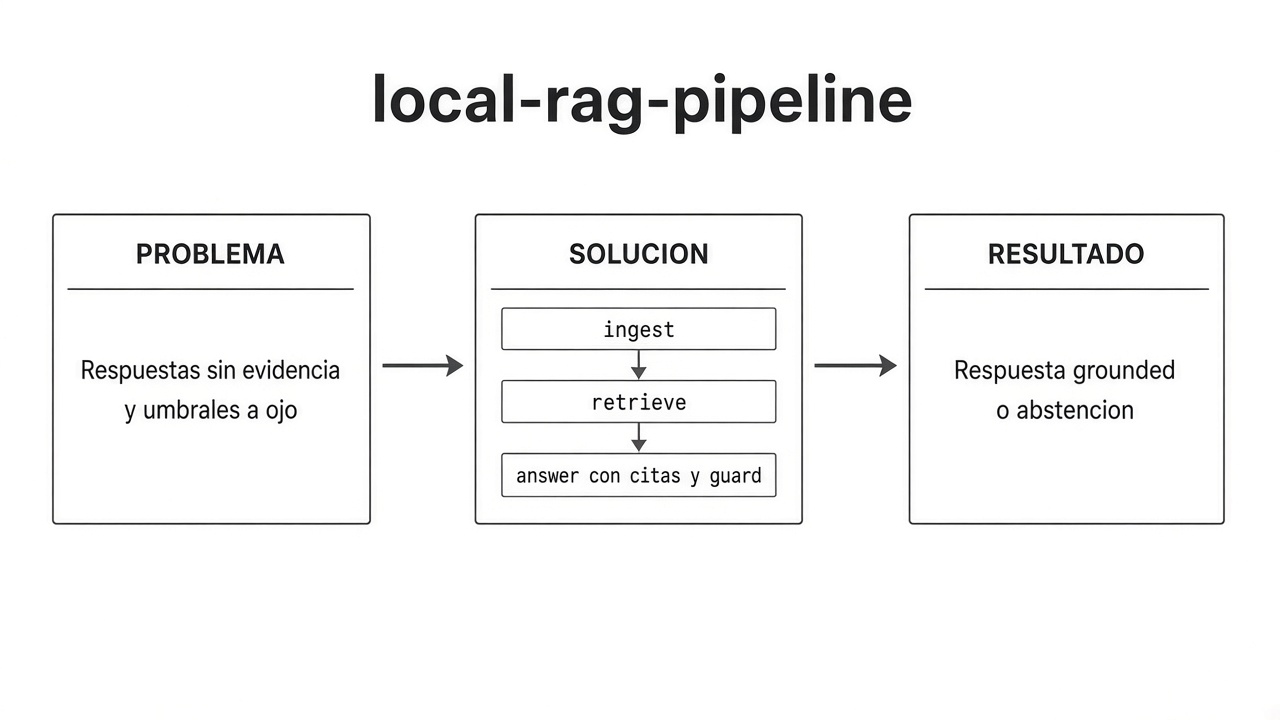 local-rag-pipeline
PROBLEMA
Respuestas sin evidencia
y umbrales a ojo
SOLUCION
ingest
retrieve
answer con citas y guard
RESULTADO
Respuesta grounded
o abstencion